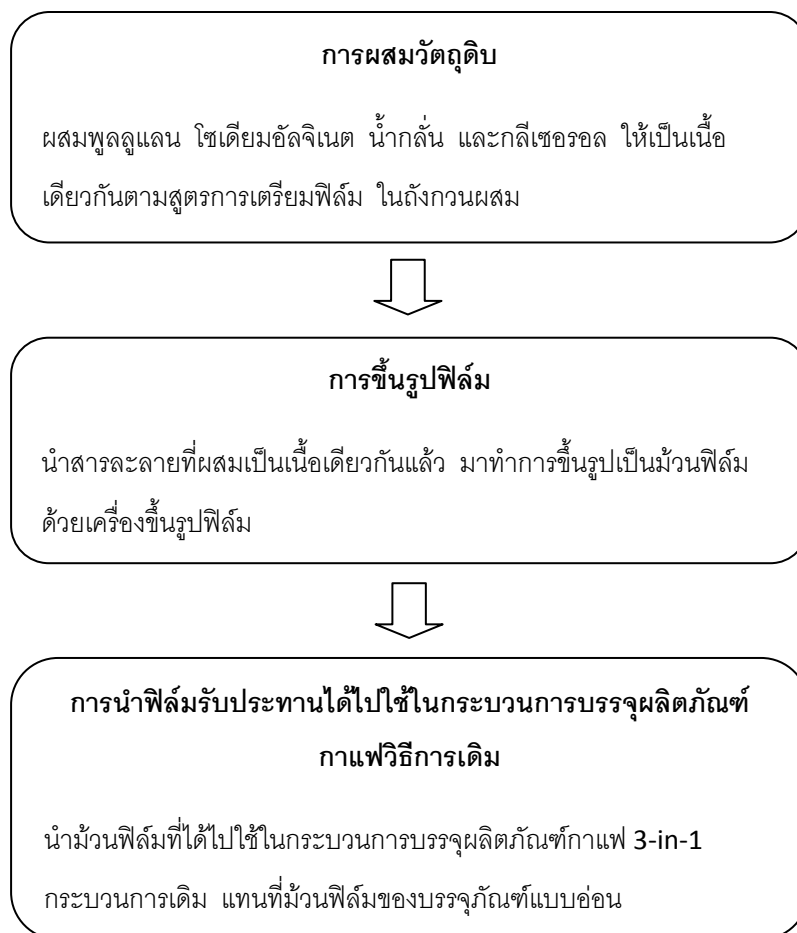 การผสมวัตถุดิบ
ผสมพูลลูแลน โซเดียมอัลจิเนต น้ำกลั่น และกลีเซอรอล ให้เป็นเนื้อ
เดียวกันตามสูตรการเตรียมฟิล์ม ในถังกวนผสม
การขึ้นรูปฟิล์ม
นำสารละลายที่ผสมเป็นเนื้อเดียวกันแล้ว มาทำการขึ้นรูปเป็นม้วนฟิล์ม
ด้วยเครื่องขึ้นรูปฟิล์ม
การนำฟิล์มรับประทานได้ไปใช้ในกระบวนการบรรจุผลิตภัณฑ์
กาแฟวิธีการเดิม
นำม้วนฟิล์มที่ได้ไปใช้ในกระบวนการบรรจุผลิตภัณฑ์กาแฟ 3-in-1
กระบวนการเดิม แทนที่ม้วนฟิล์มของบรรจุภัณฑ์แบบอ่อน